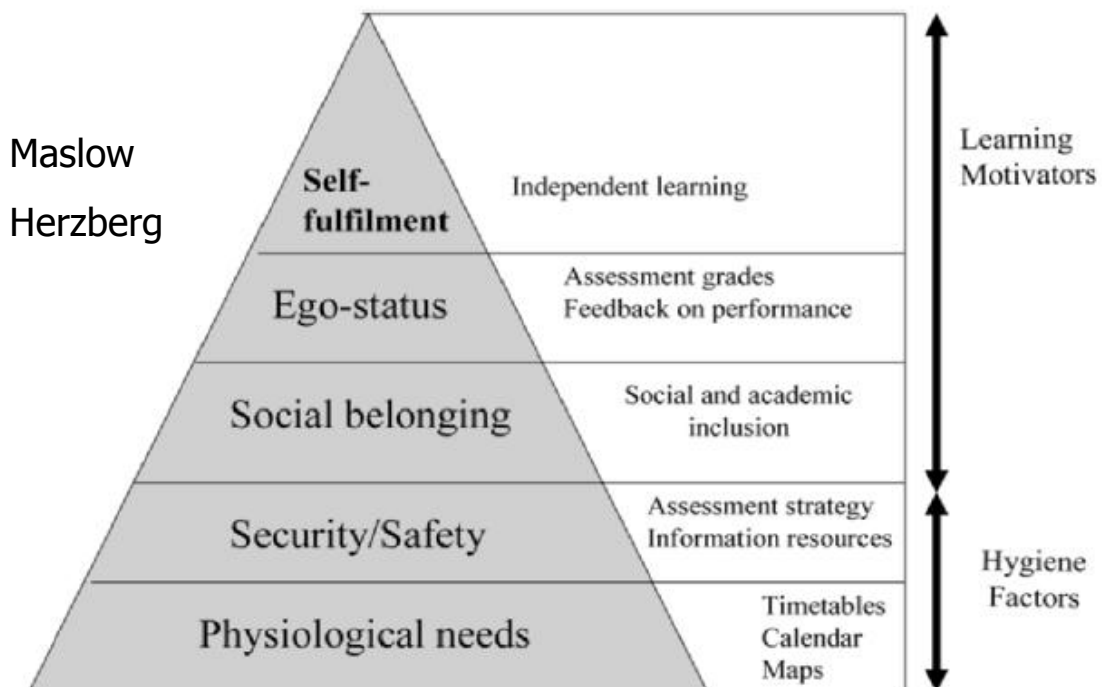 Maslow
Herzberg
Self-
fulfilment
Independent learning
Learning
Motivators
Ego-status
Assessment grades
Feedback on performance
Social belonging
Social and academic
inclusion
Security/Safety
Assessment strategy
Information resources
Hygiene
Factors
Physiological needs
Timetables
Calendar
Maps